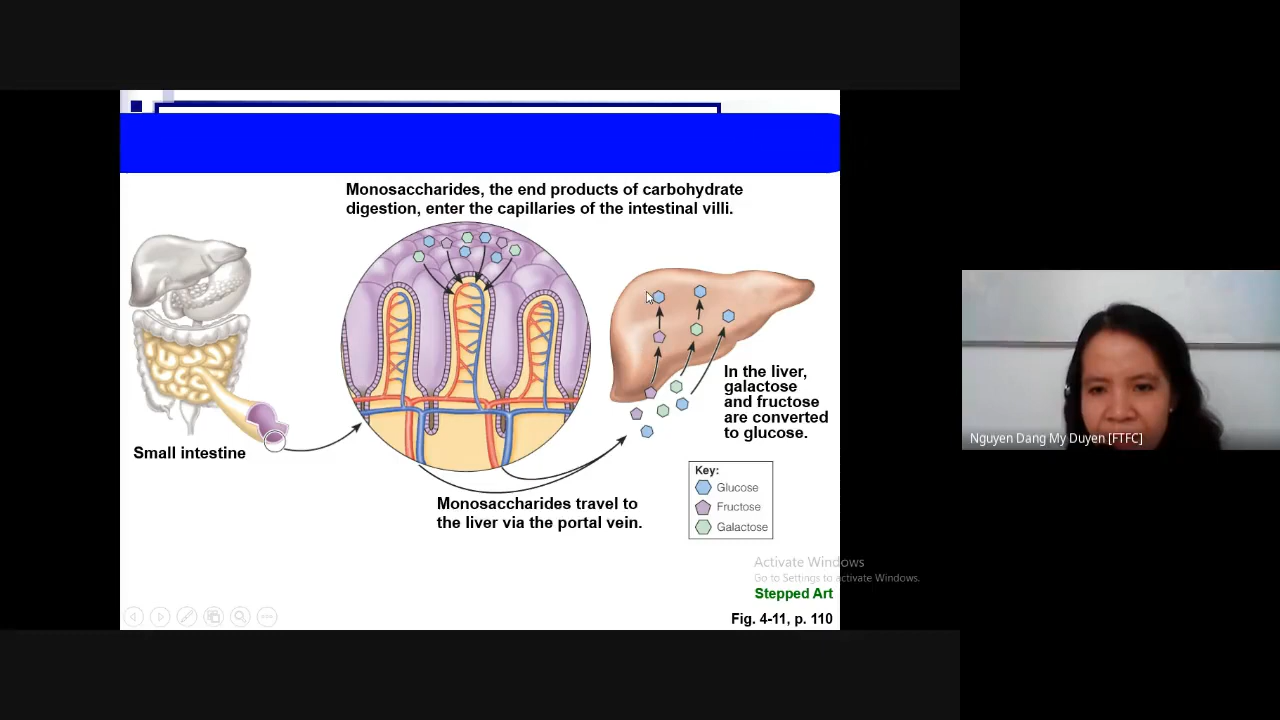 Monosaccharides, the end products of carbohydrate
digestion, enter the capillaries of the intestinal villi.
In the liver,
galactose
and fructose
are converted
to glucose.
Small intestine
Monosaccharides travel to
the liver via the portal vein.
Key:
Glucose
Fructose
Galactose
Activate Windows
Go to Settings to activate Windows.
Stepped Art
Fig. 4-11, p. 110
Nguyen Dang My Duyen [FTFC]